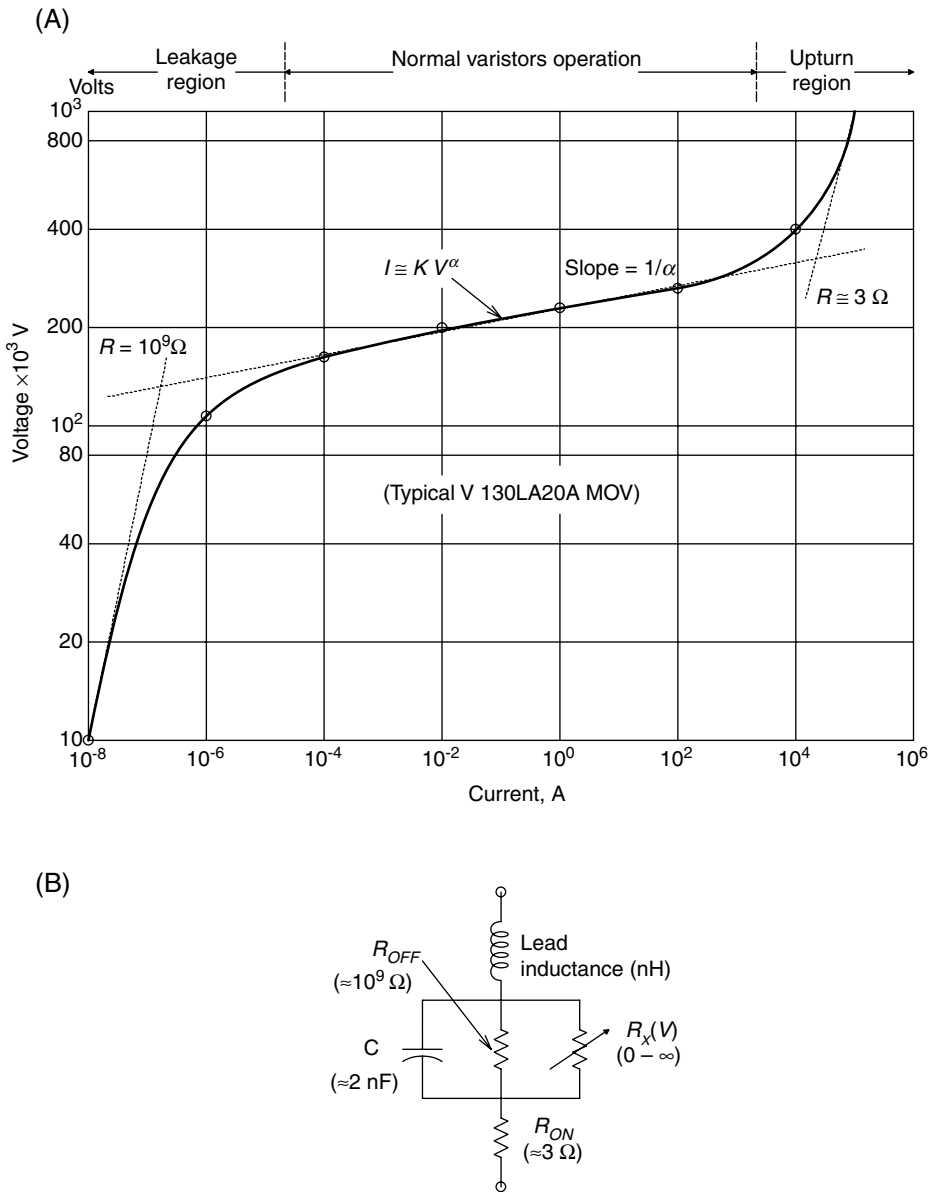 (A)
Leakage region
Normal varistors operation
Upturn region
Volts
10³
800
400
200
10²
80
40
20
10
Voltage ×10³ V
I ≅ K V^α
Slope = 1/α
R ≅ 3 Ω
R = 10⁹Ω
(Typical V 130LA20A MOV)
10⁻⁸
10⁻⁶
10⁻⁴
10⁻²
10⁰
10²
10⁴
10⁶
Current, A
(B)
Lead
inductance (nH)
R_OFF
(≈10⁹ Ω)
C
(≈2 nF)
R_X(V)
(0 – ∞)
R_ON
(≈3 Ω)